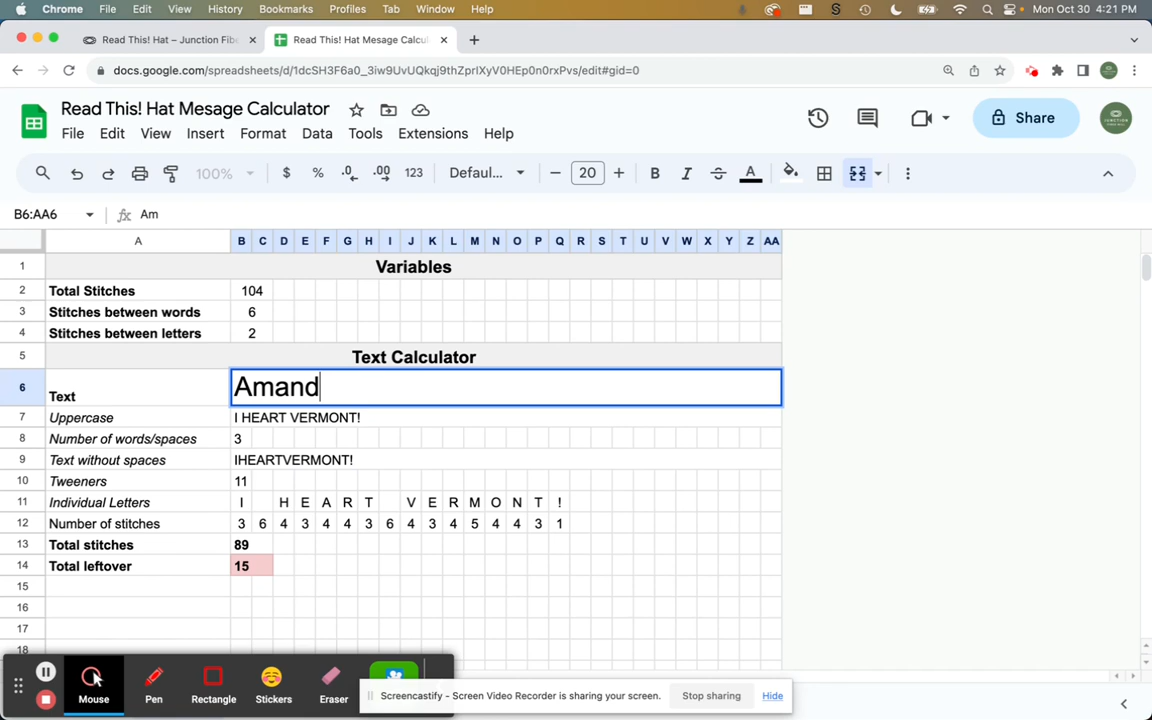 Chrome File Edit View History Bookmarks Profiles Tab Window Help Mon Oct 30 4:21 PM
Read This! Hat – Junction Fib Read This! Hat Mesage Calcul
docs.google.com/spreadsheets/d/1dcSH3F6a0_3iw9UvUQkqj9thZprIXyV0HEp0n0rxPvs/edit#gid=0
Read This! Hat Mesage Calculator
File Edit View Insert Format Data Tools Extensions Help
Share
100% $ % .0 .00 123 Defaul... 20 B I A
B6:AA6 fx Am
A B C D E F G H I J K L M N O P Q R S T U V W X Y Z AA
1 Variables
2 Total Stitches 104
3 Stitches between words 6
4 Stitches between letters 2
5 Text Calculator
6 Text Amand
7 Uppercase I HEART VERMONT!
8 Number of words/spaces 3
9 Text without spaces IHEARTVERMONT!
10 Tweeners 11
11 Individual Letters I H E A R T V E R M O N T !
12 Number of stitches 3 6 4 3 4 4 3 6 4 3 4 5 4 4 3 1
13 Total stitches 89
14 Total leftover 15
15
16
17
18
Mouse Pen Rectangle Stickers Eraser
Screencastify - Screen Video Recorder is sharing your screen. Stop sharing Hide